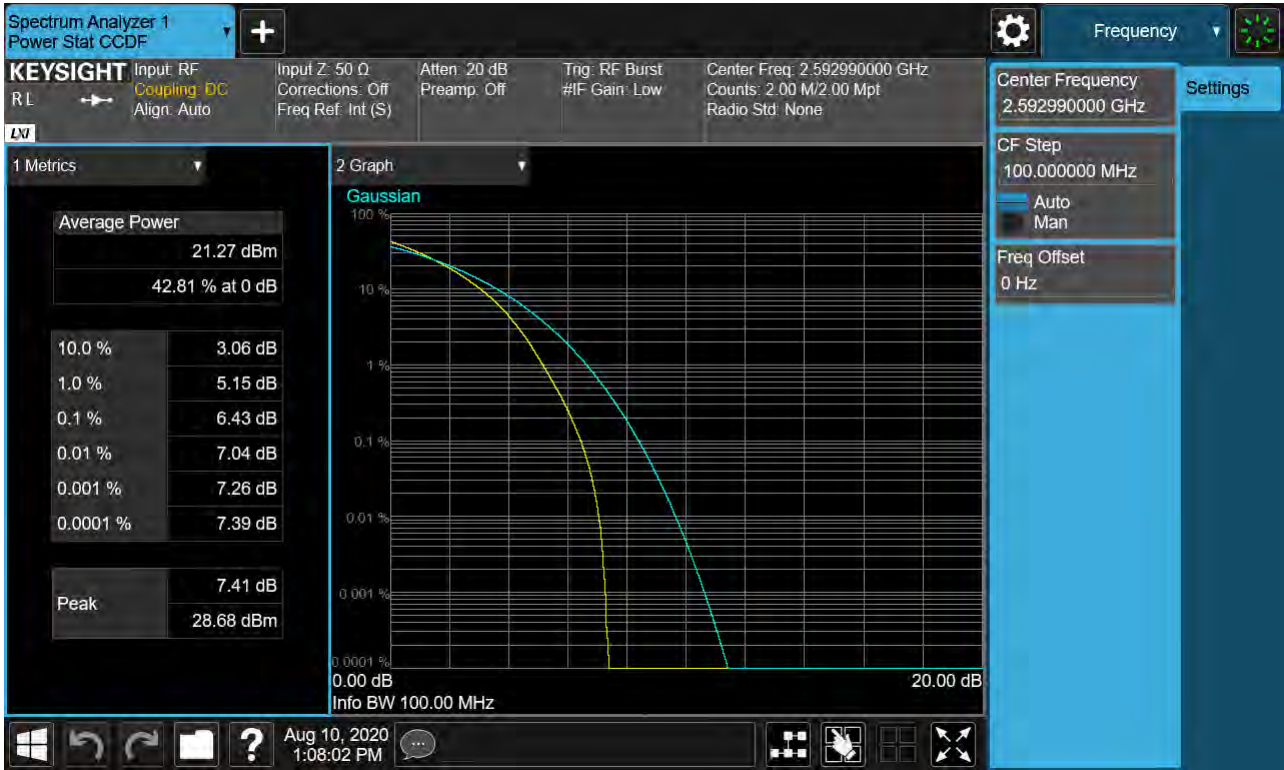 Spectrum Analyzer 1
Power Stat CCDF
Frequency
KEYSIGHT
RL
LXI
Input: RF
Coupling: DC
Align: Auto
Input Z: 50 Ω
Corrections: Off
Freq Ref: Int (S)
Atten: 20 dB
Preamp: Off
Trig: RF Burst
#IF Gain: Low
Center Freq: 2.592990000 GHz
Counts: 2.00 M/2.00 Mpt
Radio Std: None
Center Frequency
2.592990000 GHz
Settings
CF Step
100.000000 MHz
Auto
Man
Freq Offset
0 Hz
1 Metrics
Average Power
21.27 dBm
42.81 % at 0 dB
10.0 % 3.06 dB
1.0 % 5.15 dB
0.1 % 6.43 dB
0.01 % 7.04 dB
0.001 % 7.26 dB
0.0001 % 7.39 dB
Peak
7.41 dB
28.68 dBm
2 Graph
Gaussian
100 %
10 %
1 %
0.1 %
0.01 %
0.001 %
0.0001 %
0.00 dB 20.00 dB
Info BW 100.00 MHz
Aug 10, 2020
1:08:02 PM